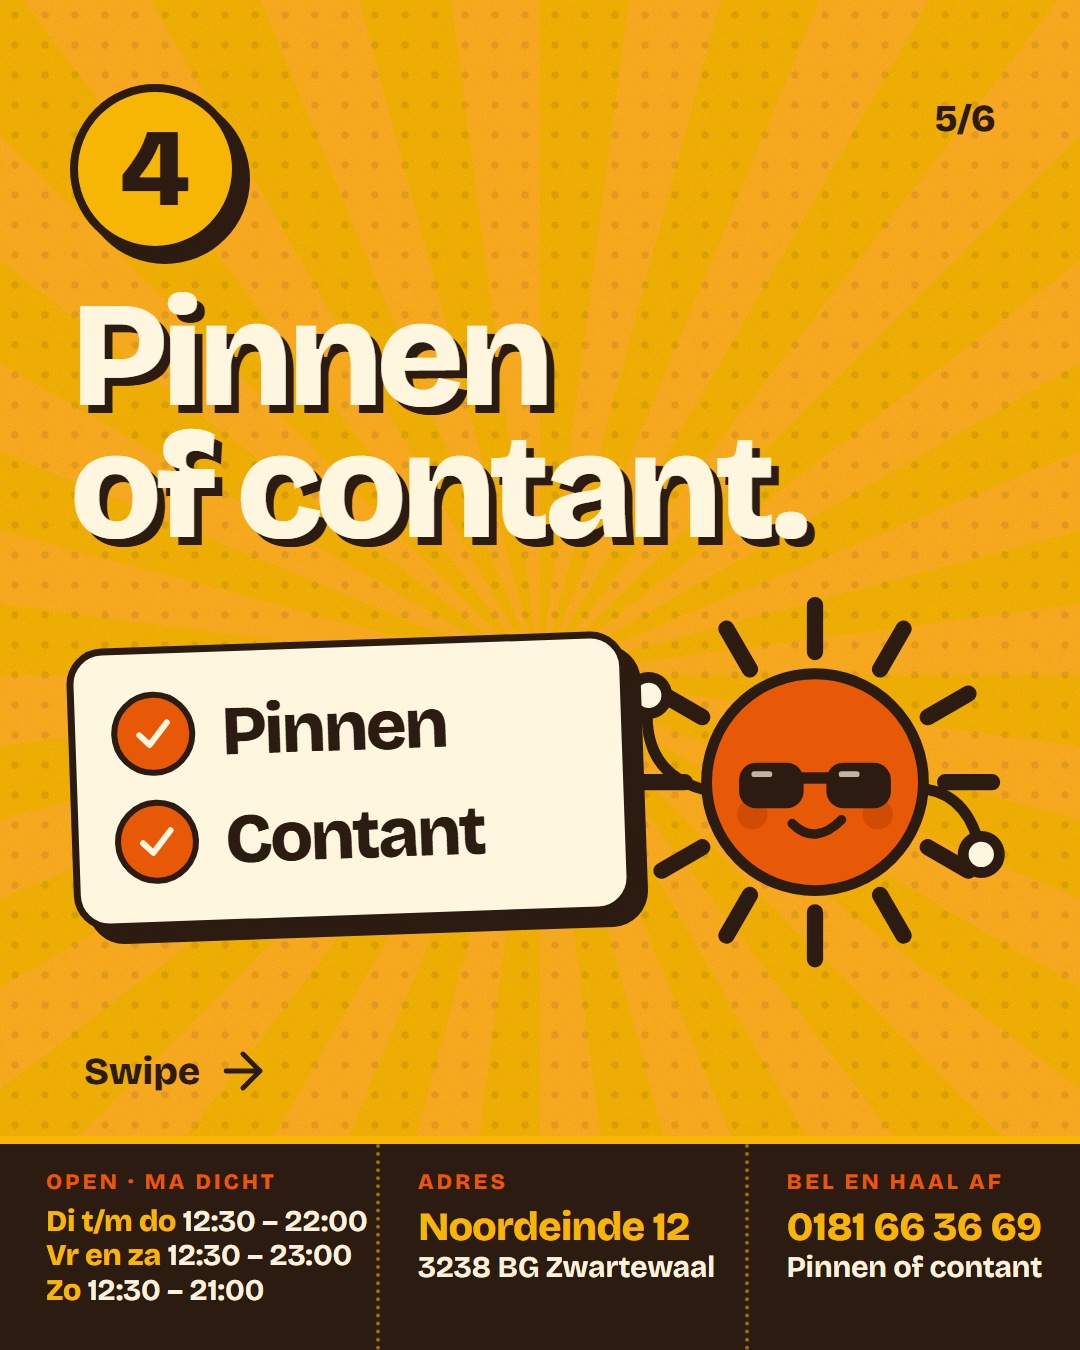 4
5/6
Pinnen
of contant.
Pinnen
Contant
Swipe
OPEN · MA DICHT
Di t/m do 12:30 – 22:00
Vr en za 12:30 – 23:00
Zo 12:30 – 21:00
ADRES
Noordeinde 12
3238 BG Zwartewaal
BEL EN HAAL AF
0181 66 36 69
Pinnen of contant